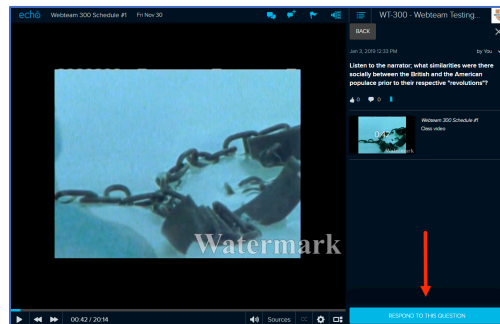 echo Webteam 300 Schedule #1 Fri Nov 30
WT-300 - Webteam Testing...
BACK
Jan 3, 2019 12:33 PM by You
Listen to the narrator; what similarities were there
socially between the British and the American
populace prior to their respective "revolutions"?
0 0
Webteam 300 Schedule #1
Class video
0:42
Watermark
Watermark
RESPOND TO THIS QUESTION
00:42 / 20:14 Sources CC